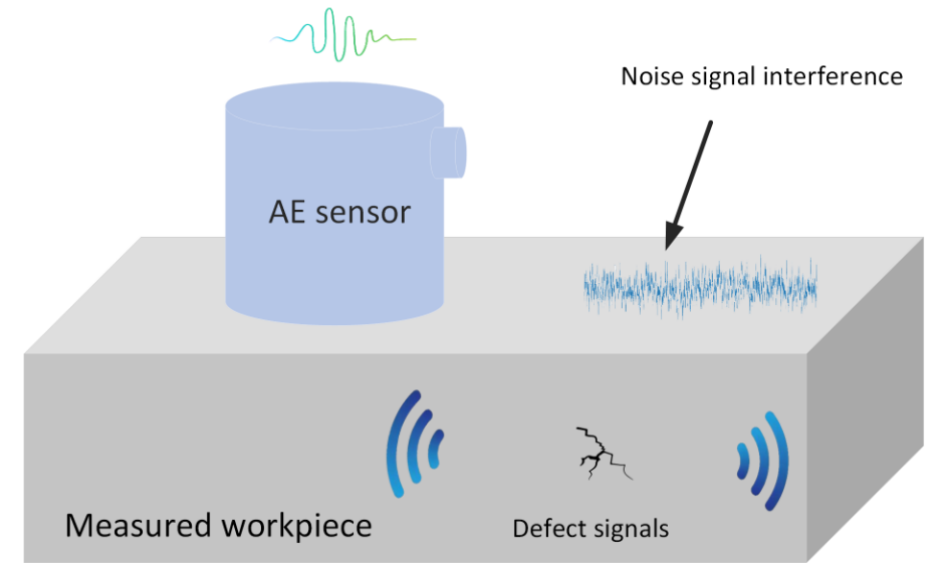 Noise signal interference
AE sensor
Measured workpiece
Defect signals